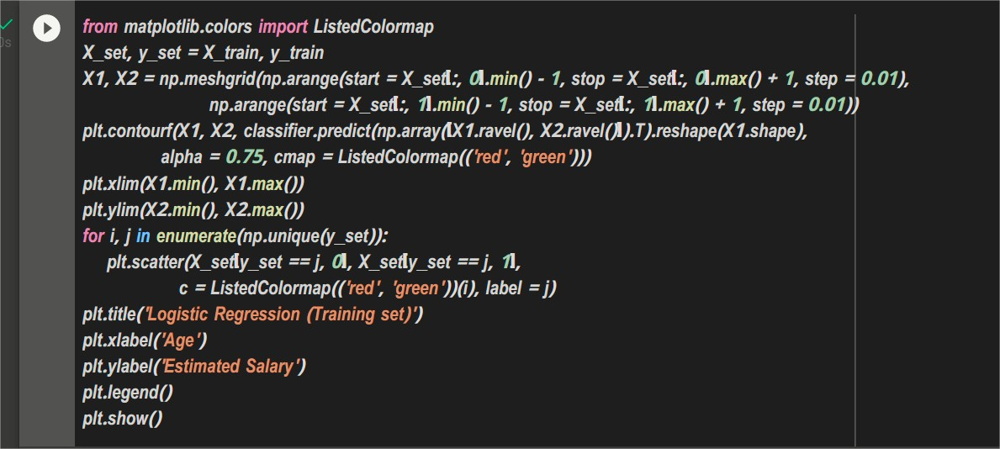 from matplotlib.colors import ListedColormap
X_set, y_set = X_train, y_train
X1, X2 = np.meshgrid(np.arange(start = X_set[:, 0].min() - 1, stop = X_set[:, 0].max() + 1, step = 0.01),
np.arange(start = X_set[:, 1].min() - 1, stop = X_set[:, 1].max() + 1, step = 0.01))
plt.contourf(X1, X2, classifier.predict(np.array([X1.ravel(), X2.ravel()]).T).reshape(X1.shape),
alpha = 0.75, cmap = ListedColormap(('red', 'green')))
plt.xlim(X1.min(), X1.max())
plt.ylim(X2.min(), X2.max())
for i, j in enumerate(np.unique(y_set)):
plt.scatter(X_set[y_set == j, 0], X_set[y_set == j, 1],
c = ListedColormap(('red', 'green'))(i), label = j)
plt.title('Logistic Regression (Training set)')
plt.xlabel('Age')
plt.ylabel('Estimated Salary')
plt.legend()
plt.show()